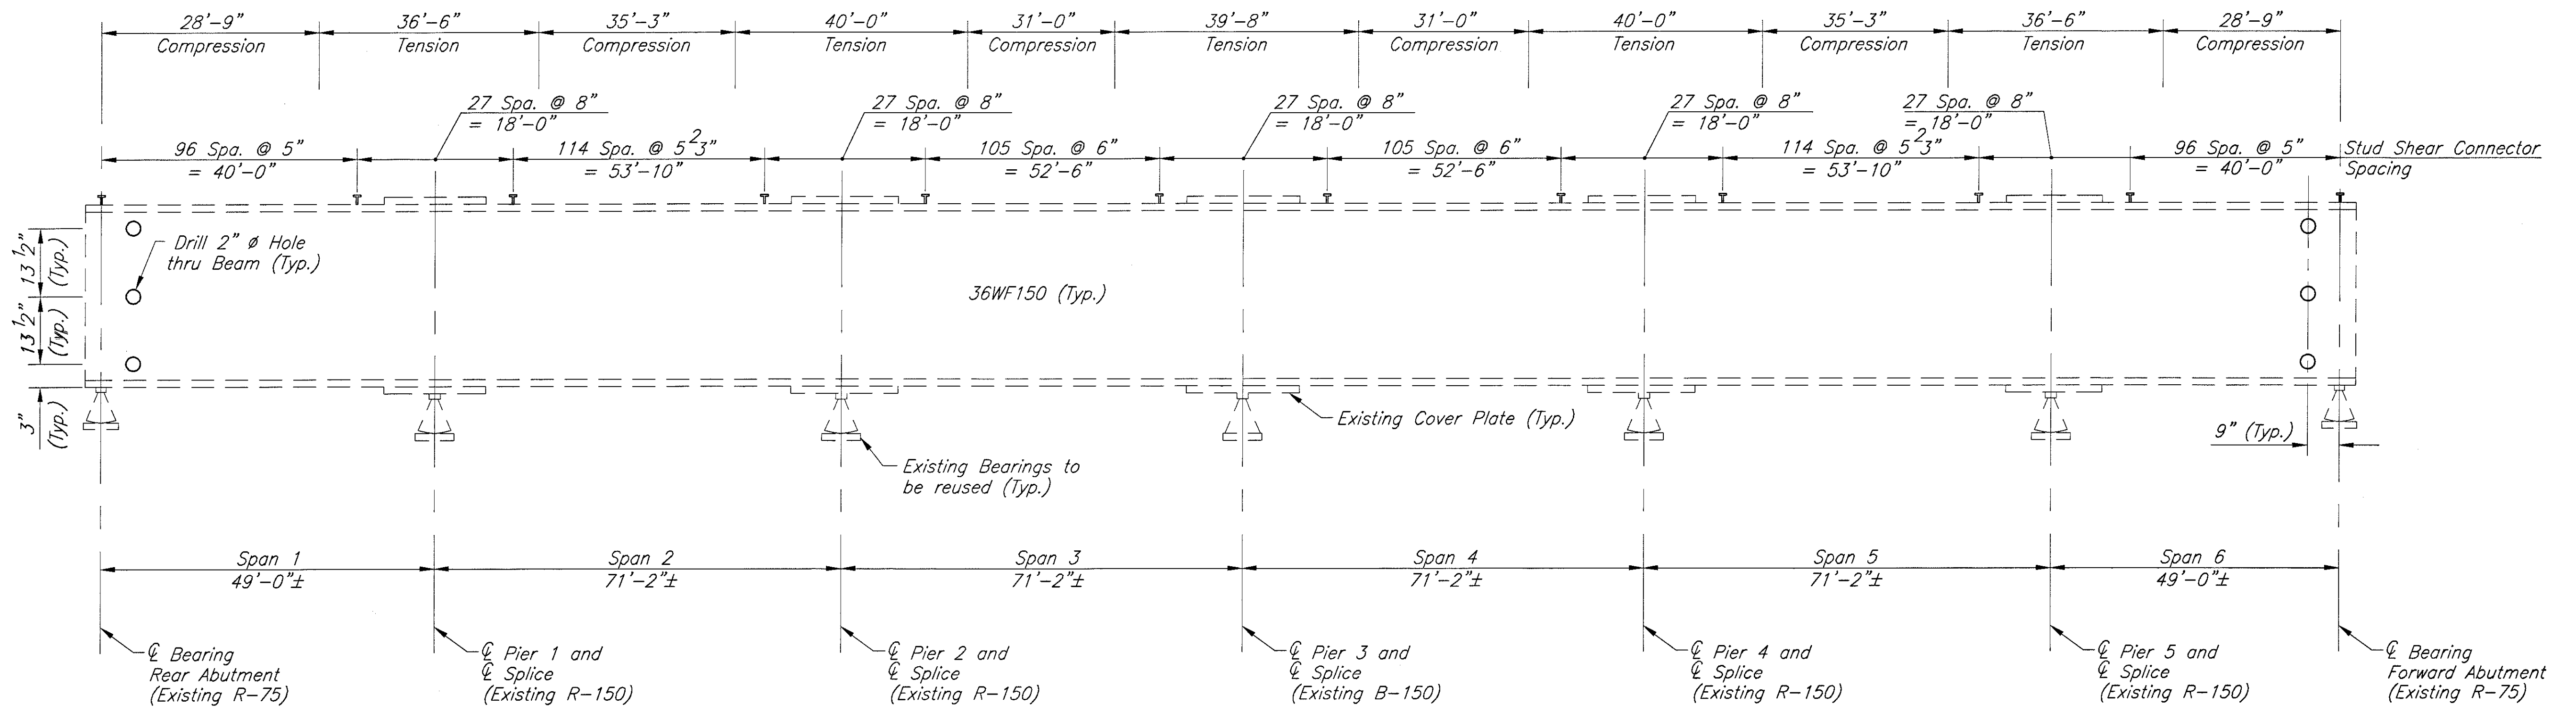 28'-9" 36'-6" 35'-3" 40'-0" 31'-0" 39'-8" 31'-0" 40'-0" 35'-3" 36'-6" 28'-9"
Compression Tension Compression Tension Compression Tension Compression Tension Compression Tension Compression
27 Spa. @ 8"
= 18'-0"
27 Spa. @ 8"
= 18'-0"
27 Spa. @ 8"
= 18'-0"
27 Spa. @ 8"
= 18'-0"
27 Spa. @ 8"
= 18'-0"
96 Spa. @ 5"
= 40'-0"
114 Spa. @ 5 2/3"
= 53'-10"
105 Spa. @ 6"
= 52'-6"
105 Spa. @ 6"
= 52'-6"
114 Spa. @ 5 2/3"
= 53'-10"
96 Spa. @ 5"
= 40'-0"
Stud Shear Connector
Spacing
13 1/2"
(Typ.)
13 1/2"
(Typ.)
3"
(Typ.)
Drill 2" ø Hole
thru Beam (Typ.)
36WF150 (Typ.)
Existing Cover Plate (Typ.)
9" (Typ.)
Existing Bearings to
be reused (Typ.)
Span 1
49'-0"±
Span 2
71'-2"±
Span 3
71'-2"±
Span 4
71'-2"±
Span 5
71'-2"±
Span 6
49'-0"±
℄ Bearing
Rear Abutment
(Existing R-75)
℄ Pier 1 and
℄ Splice
(Existing R-150)
℄ Pier 2 and
℄ Splice
(Existing R-150)
℄ Pier 3 and
℄ Splice
(Existing B-150)
℄ Pier 4 and
℄ Splice
(Existing R-150)
℄ Pier 5 and
℄ Splice
(Existing R-150)
℄ Bearing
Forward Abutment
(Existing R-75)